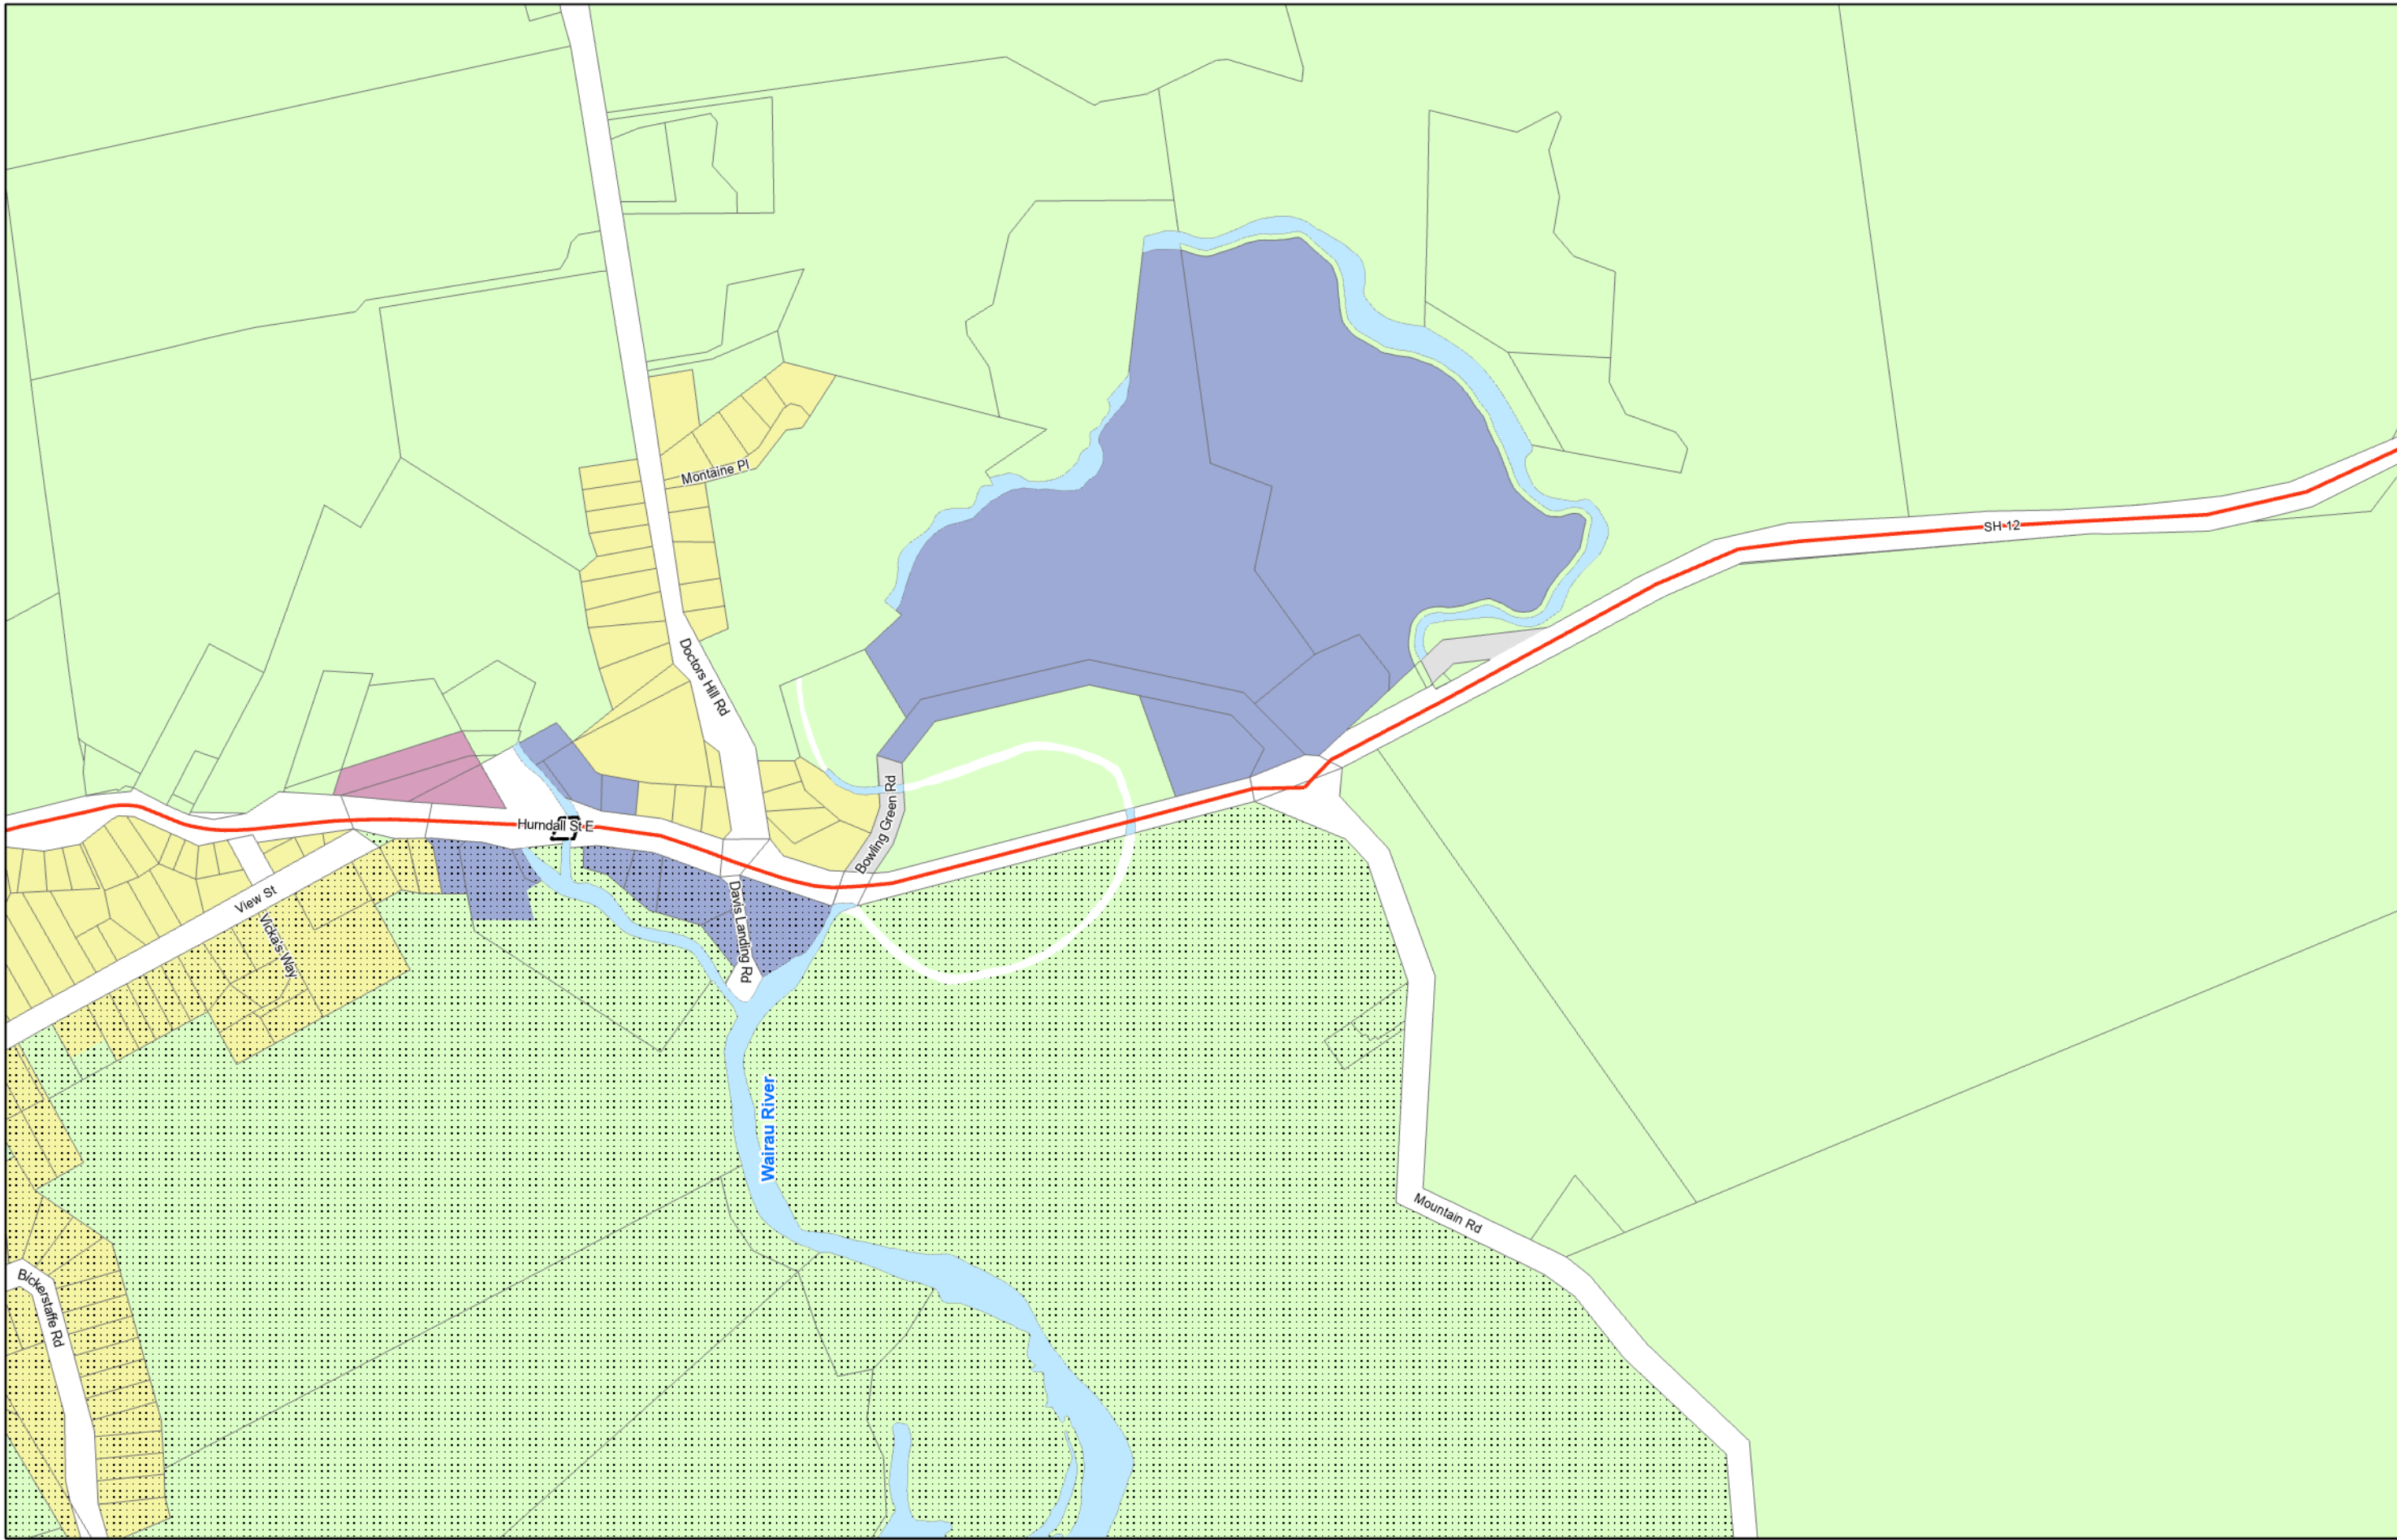 Montaine Pl
SH 12
Doctors Hill Rd
Bowling Green Rd
Hurndall St E
View St
Vicka's Way
Davis Landing Rd
Wairau River
Mountain Rd
Bickerstaffe Rd